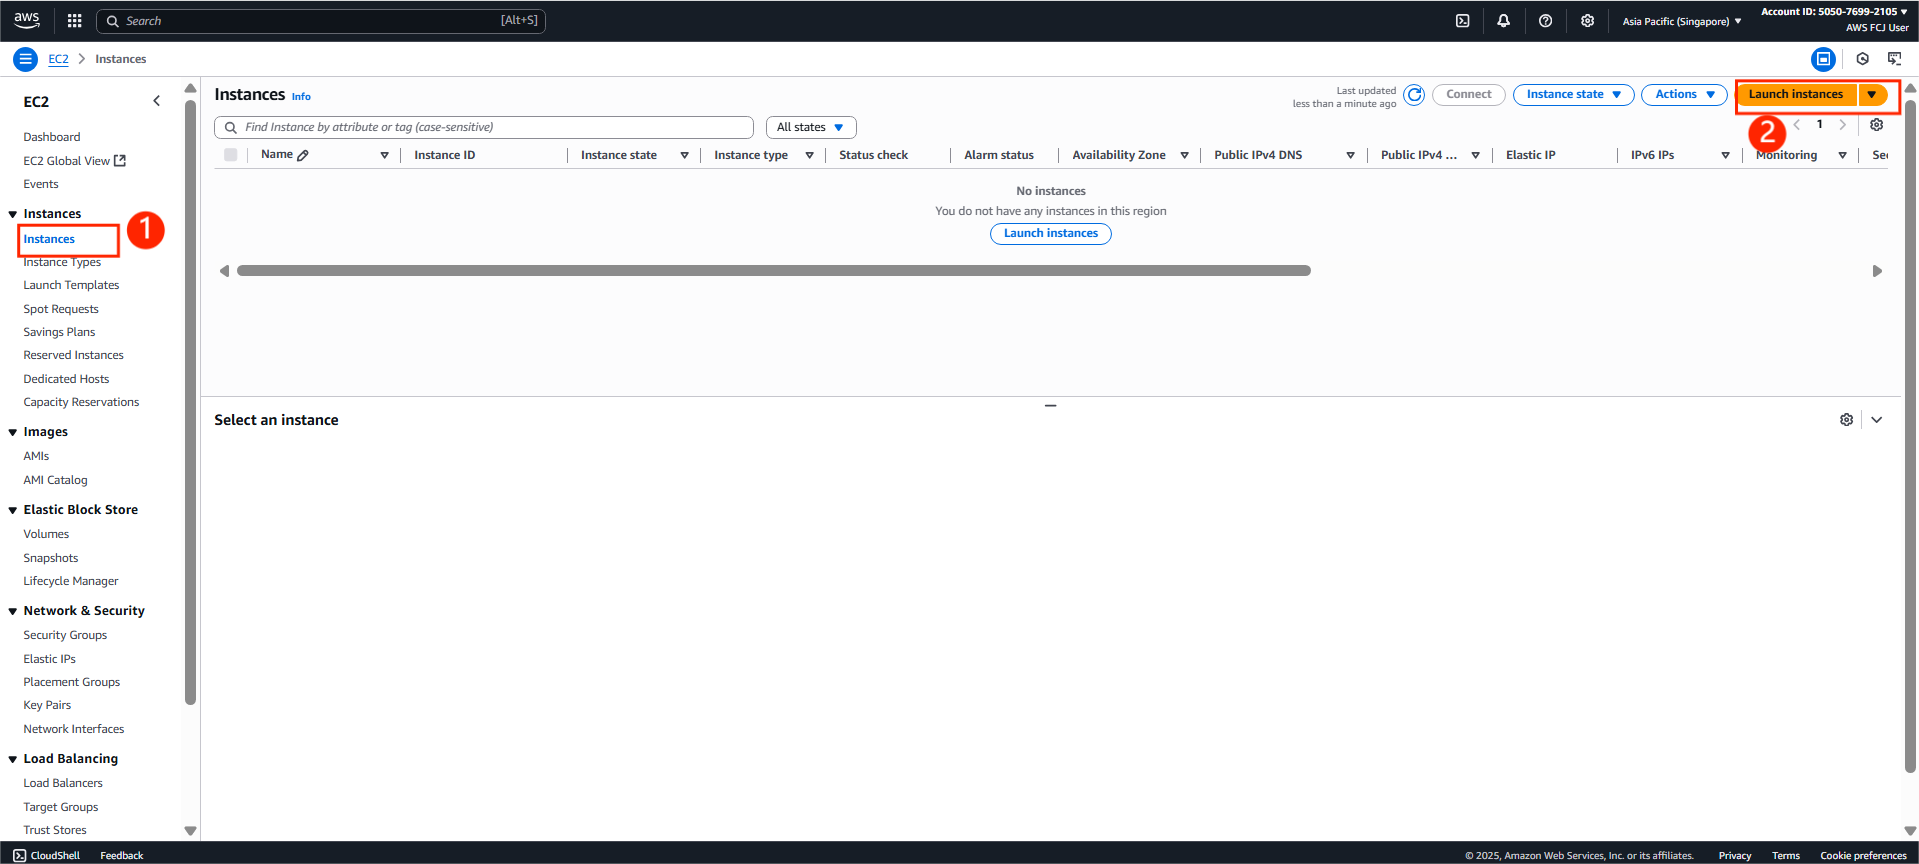 aws
Search
[Alt+S]
Asia Pacific (Singapore)
Account ID: 5050-7699-2105
AWS FCJ User
EC2
Instances
EC2
Dashboard
EC2 Global View
Events
Instances
Instances
1
Instance Types
Launch Templates
Spot Requests
Savings Plans
Reserved Instances
Dedicated Hosts
Capacity Reservations
Images
AMIs
AMI Catalog
Elastic Block Store
Volumes
Snapshots
Lifecycle Manager
Network & Security
Security Groups
Elastic IPs
Placement Groups
Key Pairs
Network Interfaces
Load Balancing
Load Balancers
Target Groups
Trust Stores
Instances Info
Last updated
less than a minute ago
Connect
Instance state
Actions
Launch instances
2
Find Instance by attribute or tag (case-sensitive)
All states
1
Name
Instance ID
Instance state
Instance type
Status check
Alarm status
Availability Zone
Public IPv4 DNS
Public IPv4 ...
Elastic IP
IPv6 IPs
Monitoring
Sec
No instances
You do not have any instances in this region
Launch instances
Select an instance
CloudShell
Feedback
© 2025, Amazon Web Services, Inc. or its affiliates.
Privacy
Terms
Cookie preferences